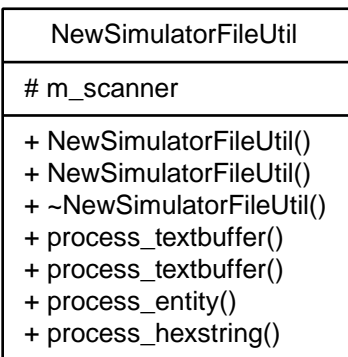 NewSimulatorFileUtil
# m_scanner
+ NewSimulatorFileUtil()
+ NewSimulatorFileUtil()
+ ~NewSimulatorFileUtil()
+ process_textbuffer()
+ process_textbuffer()
+ process_entity()
+ process_hexstring()